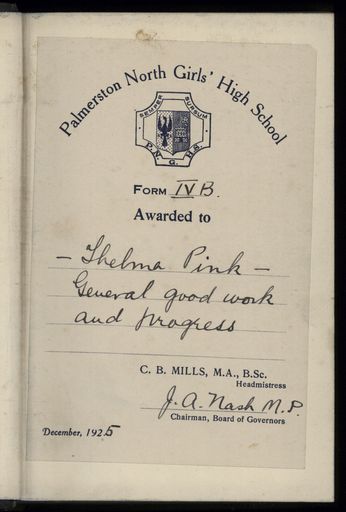 Palmerston North Girls' High School
SEMPER SURSUM
P. N. G. H. S.
FORM IV B.
Awarded to
— Thelma Pink —
General good work
and progress
C. B. MILLS, M.A., B.Sc.
Headmistress
J. A. Nash M.P.
Chairman, Board of Governors
December, 1925